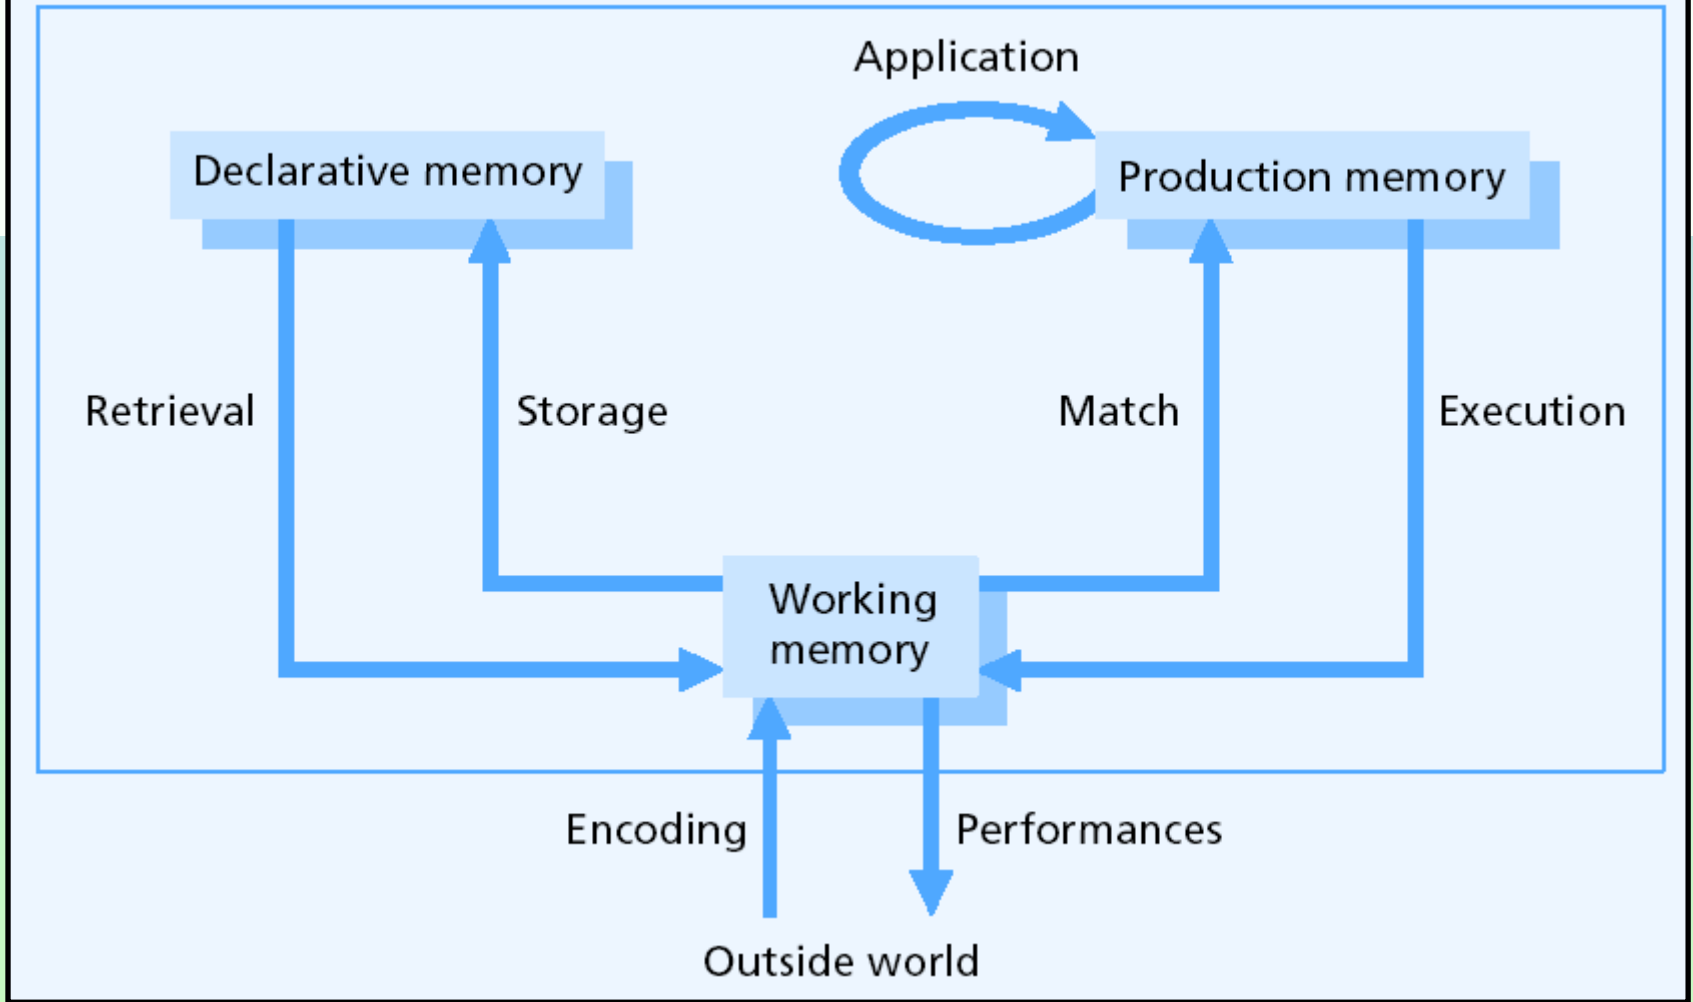 Application
Declarative memory
Production memory
Retrieval
Storage
Match
Execution
Working
memory
Encoding
Performances
Outside world